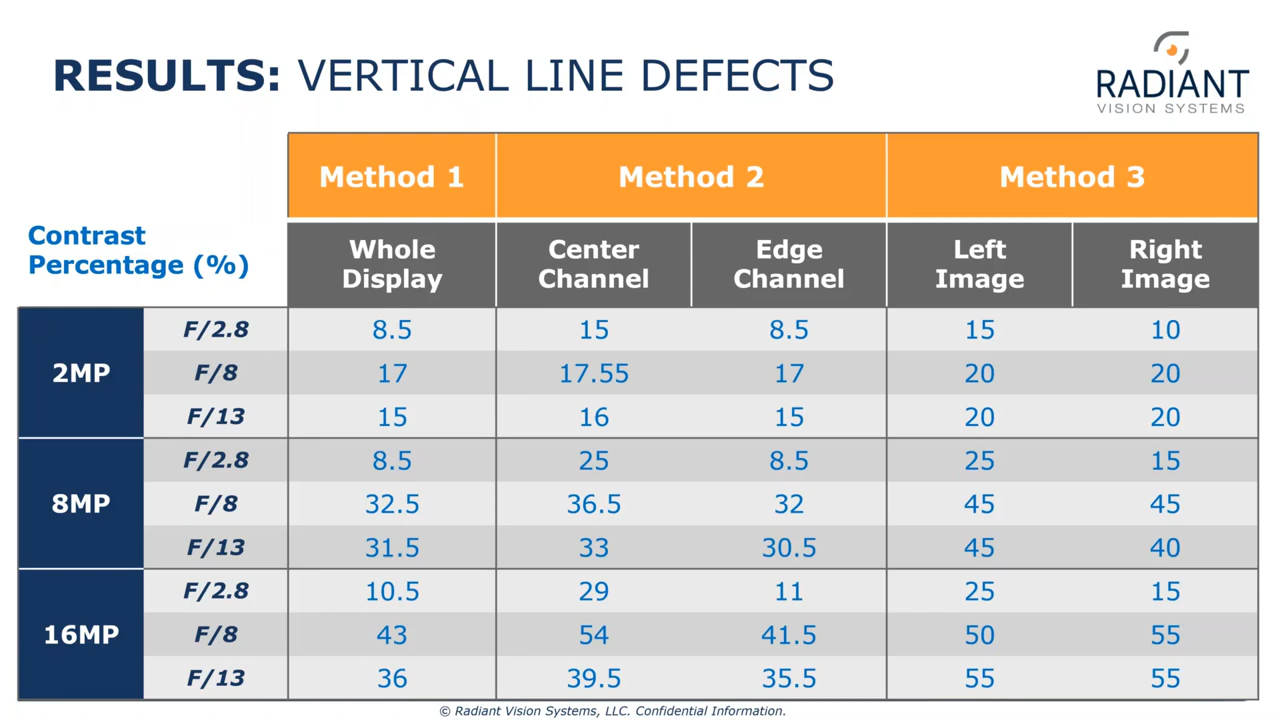 RESULTS: VERTICAL LINE DEFECTS
RADIANT
VISION SYSTEMS
Method 1 Method 2 Method 3
Contrast
Percentage (%)
Whole
Display
Center
Channel
Edge
Channel
Left
Image
Right
Image
2MP
F/2.8 8.5 15 8.5 15 10
F/8 17 17.55 17 20 20
F/13 15 16 15 20 20
8MP
F/2.8 8.5 25 8.5 25 15
F/8 32.5 36.5 32 45 45
F/13 31.5 33 30.5 45 40
16MP
F/2.8 10.5 29 11 25 15
F/8 43 54 41.5 50 55
F/13 36 39.5 35.5 55 55
© Radiant Vision Systems, LLC. Confidential Information.